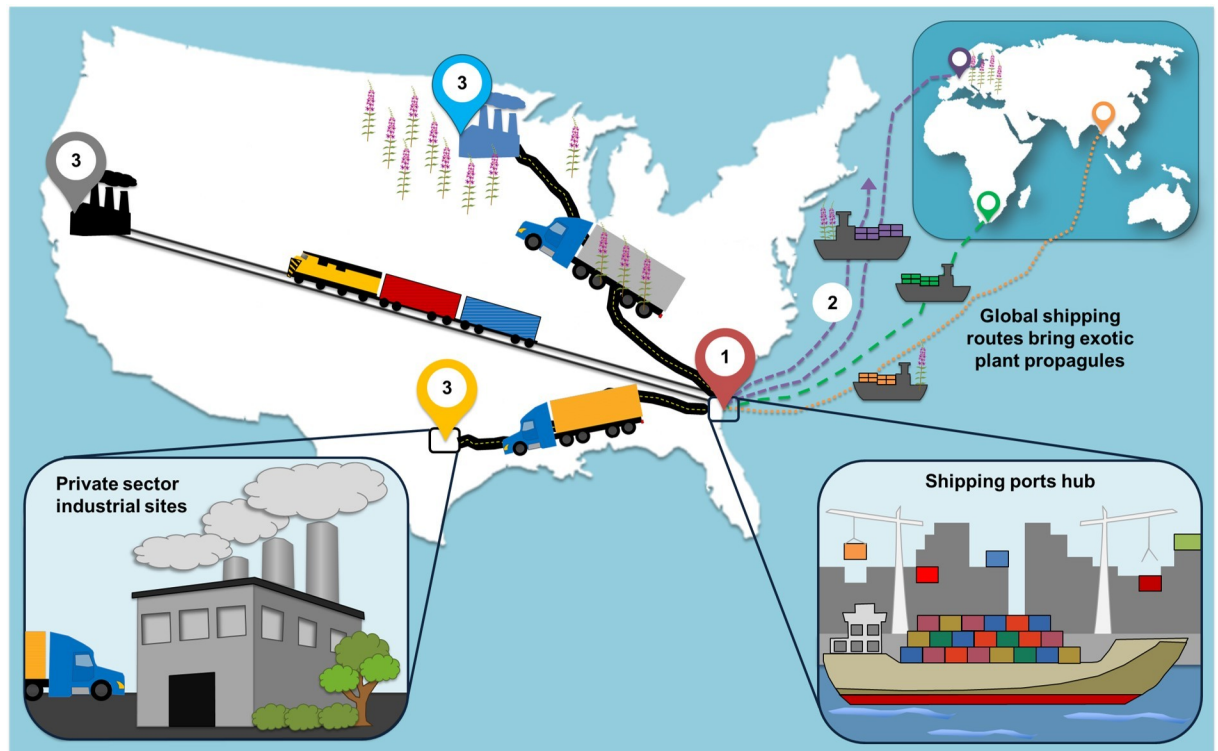 3
3
1
2
3
Global shipping
routes bring exotic
plant propagules
Private sector
industrial sites
Shipping ports hub